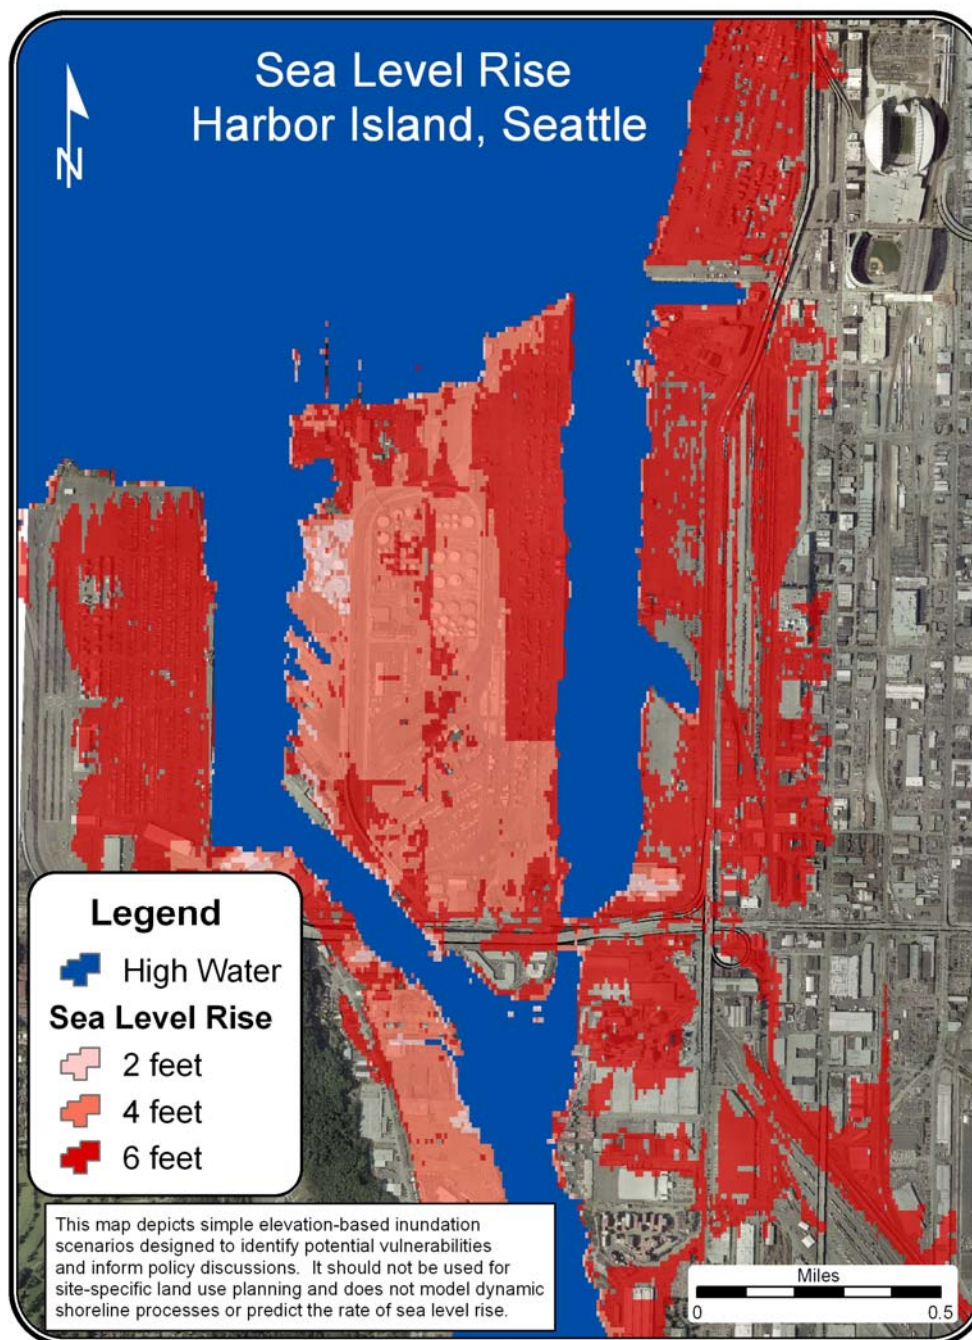 Sea Level Rise
Harbor Island, Seattle
N
Legend
High Water
Sea Level Rise
2 feet
4 feet
6 feet
This map depicts simple elevation-based inundation
scenarios designed to identify potential vulnerabilities
and inform policy discussions. It should not be used for
site-specific land use planning and does not model dynamic
shoreline processes or predict the rate of sea level rise.
Miles
0 0.5